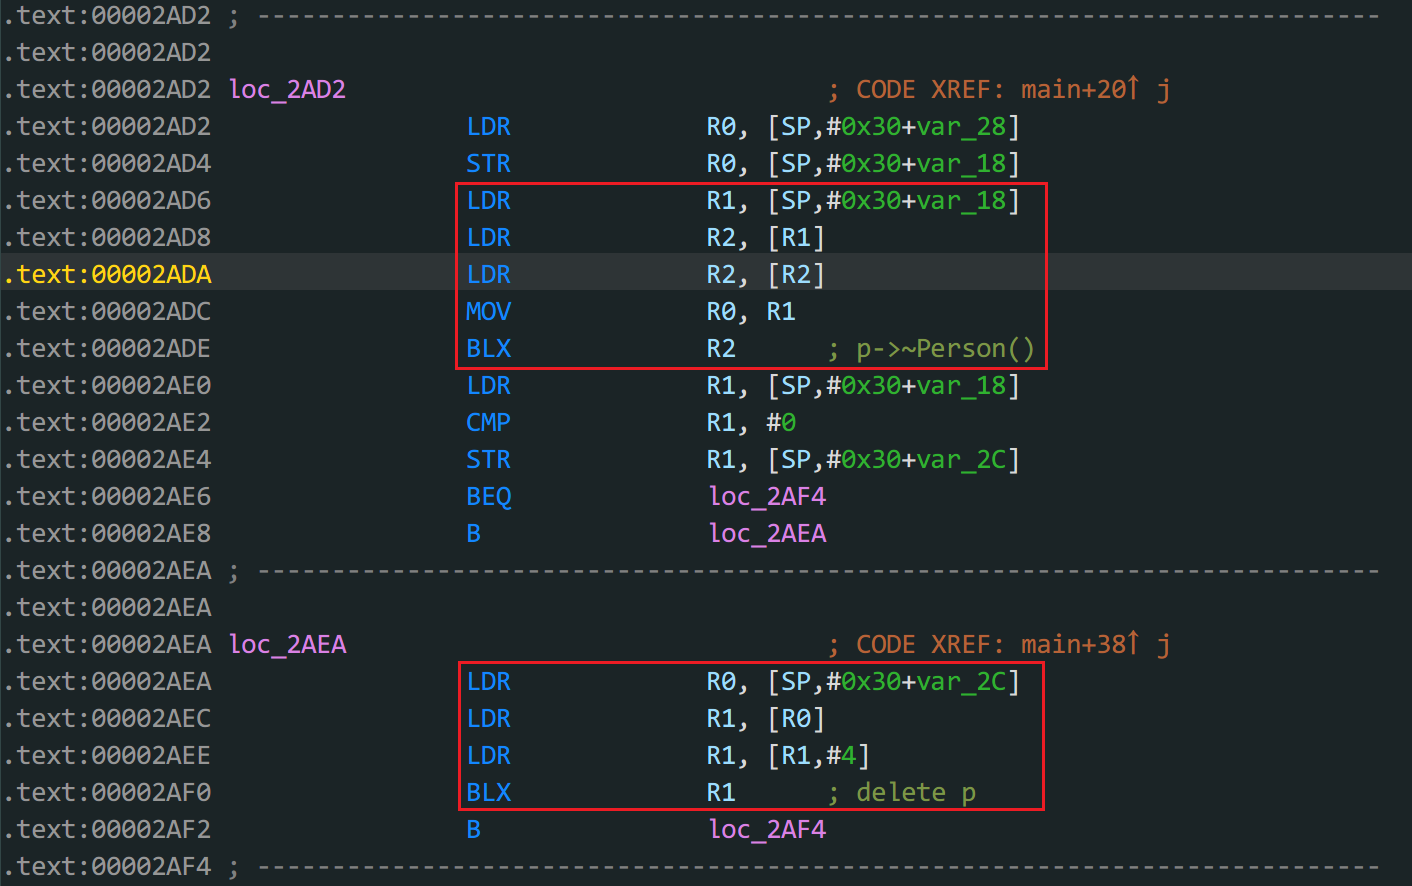 .text:00002AD2 ; ---------------------------------------------------------------------------
.text:00002AD2
.text:00002AD2 loc_2AD2                                ; CODE XREF: main+20↑ j
.text:00002AD2                 LDR             R0, [SP,#0x30+var_28]
.text:00002AD4                 STR             R0, [SP,#0x30+var_18]
.text:00002AD6                 LDR             R1, [SP,#0x30+var_18]
.text:00002AD8                 LDR             R2, [R1]
.text:00002ADA                 LDR             R2, [R2]
.text:00002ADC                 MOV             R0, R1
.text:00002ADE                 BLX             R2      ; p->~Person()
.text:00002AE0                 LDR             R1, [SP,#0x30+var_18]
.text:00002AE2                 CMP             R1, #0
.text:00002AE4                 STR             R1, [SP,#0x30+var_2C]
.text:00002AE6                 BEQ             loc_2AF4
.text:00002AE8                 B               loc_2AEA
.text:00002AEA ; ---------------------------------------------------------------------------
.text:00002AEA
.text:00002AEA loc_2AEA                                ; CODE XREF: main+38↑ j
.text:00002AEA                 LDR             R0, [SP,#0x30+var_2C]
.text:00002AEC                 LDR             R1, [R0]
.text:00002AEE                 LDR             R1, [R1,#4]
.text:00002AF0                 BLX             R1      ; delete p
.text:00002AF2                 B               loc_2AF4
.text:00002AF4 ; ---------------------------------------------------------------------------